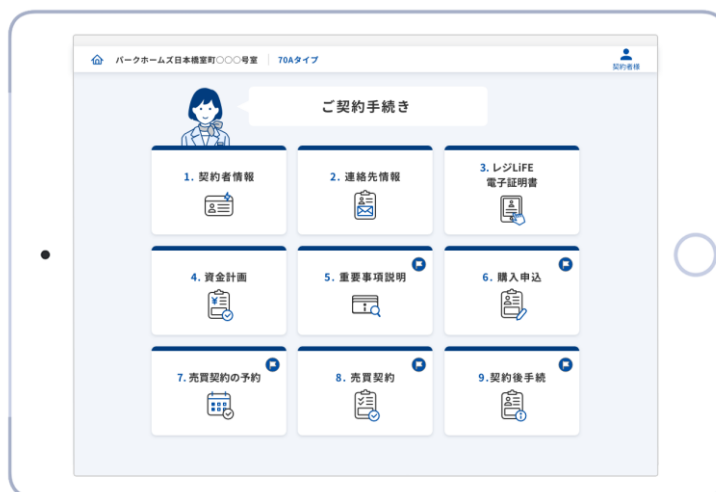 パークホームズ日本橋室町○○○号室 70Aタイプ
契約者様
ご契約手続き
1. 契約者情報
2. 連絡先情報
3. レジLiFE
電子証明書
4. 資金計画
5. 重要事項説明
6. 購入申込
7. 売買契約の予約
8. 売買契約
9.契約後手続